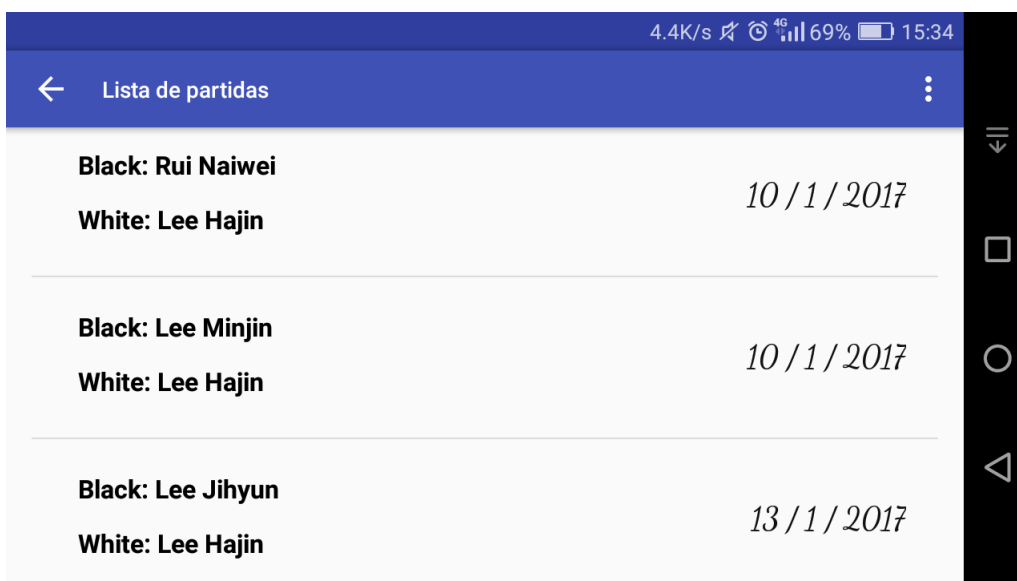 4.4K/s 4G 69% 15:34
Lista de partidas
Black: Rui Naiwei
10/1/2017
White: Lee Hajin
Black: Lee Minjin
10/1/2017
White: Lee Hajin
Black: Lee Jihyun
13/1/2017
White: Lee Hajin